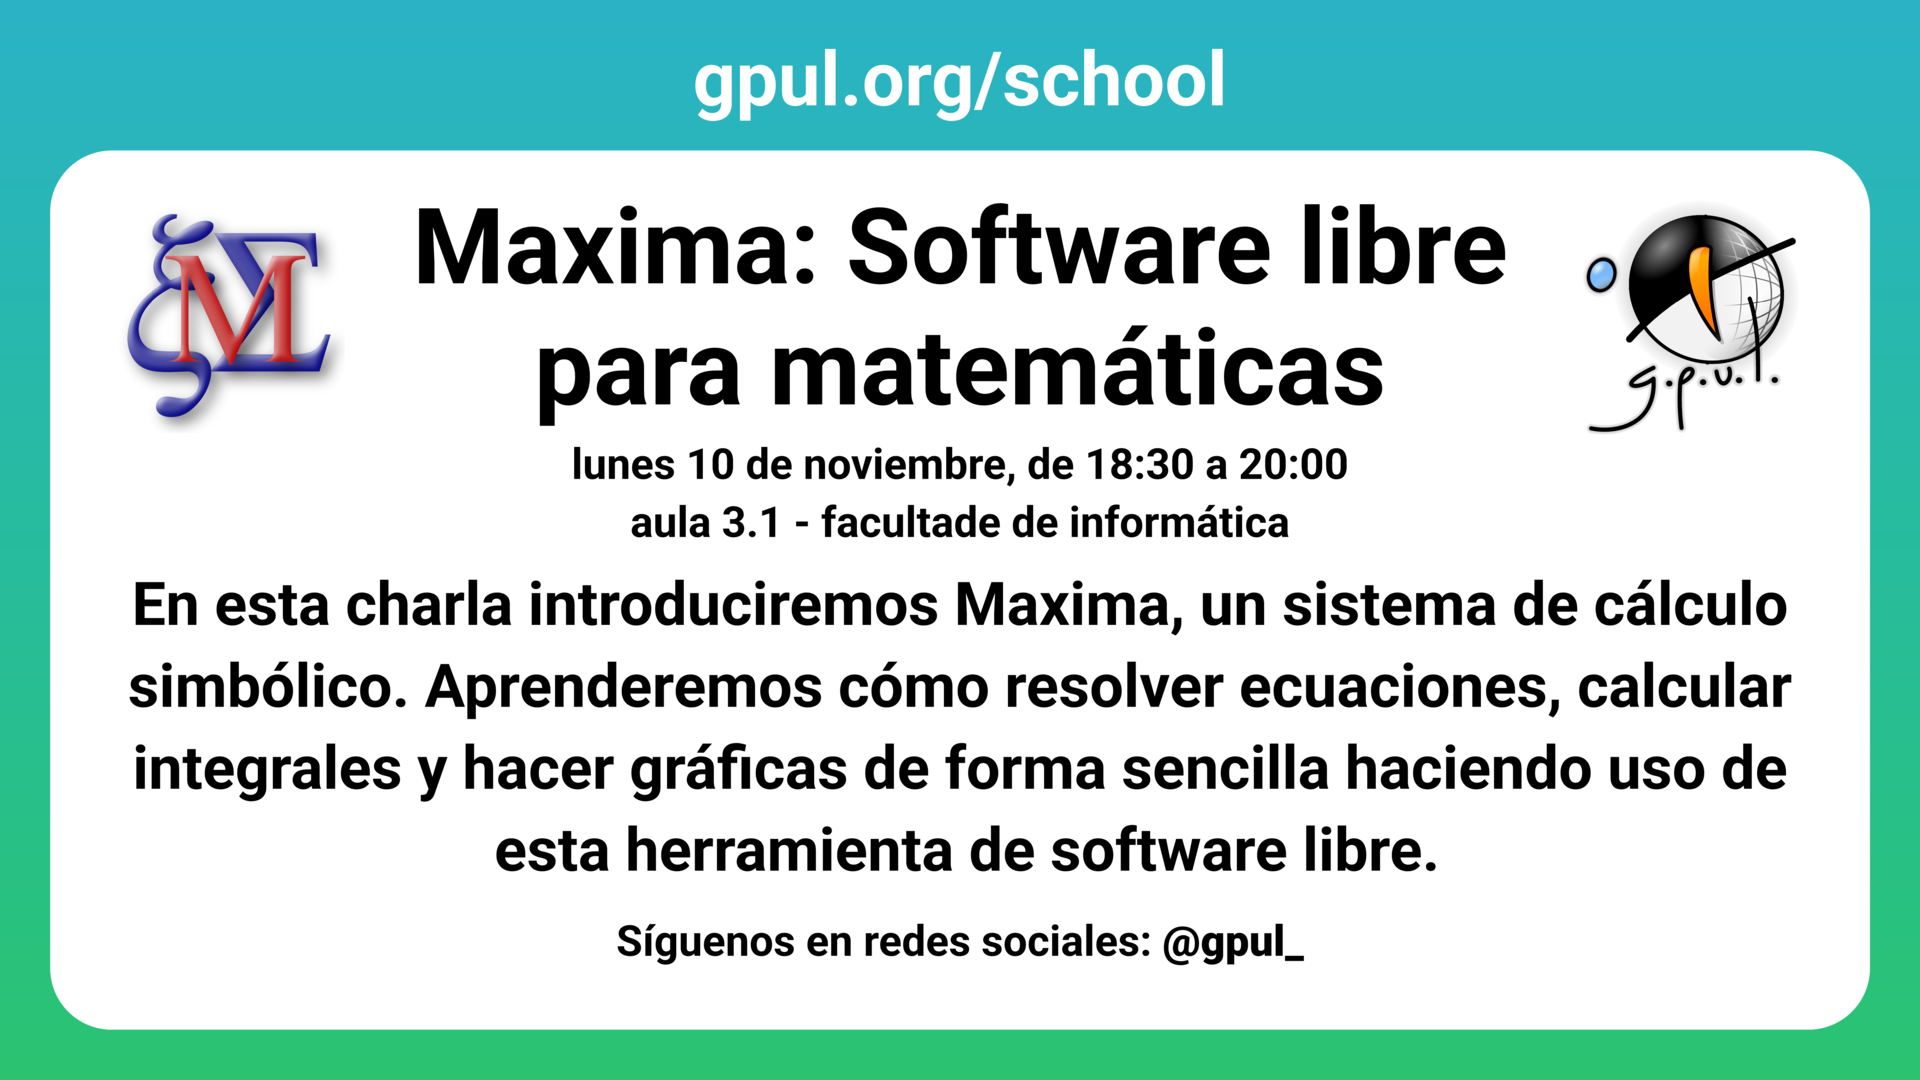 gpul.org/school
Maxima: Software libre
para matemáticas
lunes 10 de noviembre, de 18:30 a 20:00
aula 3.1 - facultade de informática
En esta charla introduciremos Maxima, un sistema de cálculo
simbólico. Aprenderemos cómo resolver ecuaciones, calcular
integrales y hacer gráficas de forma sencilla haciendo uso de
esta herramienta de software libre.
Síguenos en redes sociales: @gpul_
g.p.u.l.